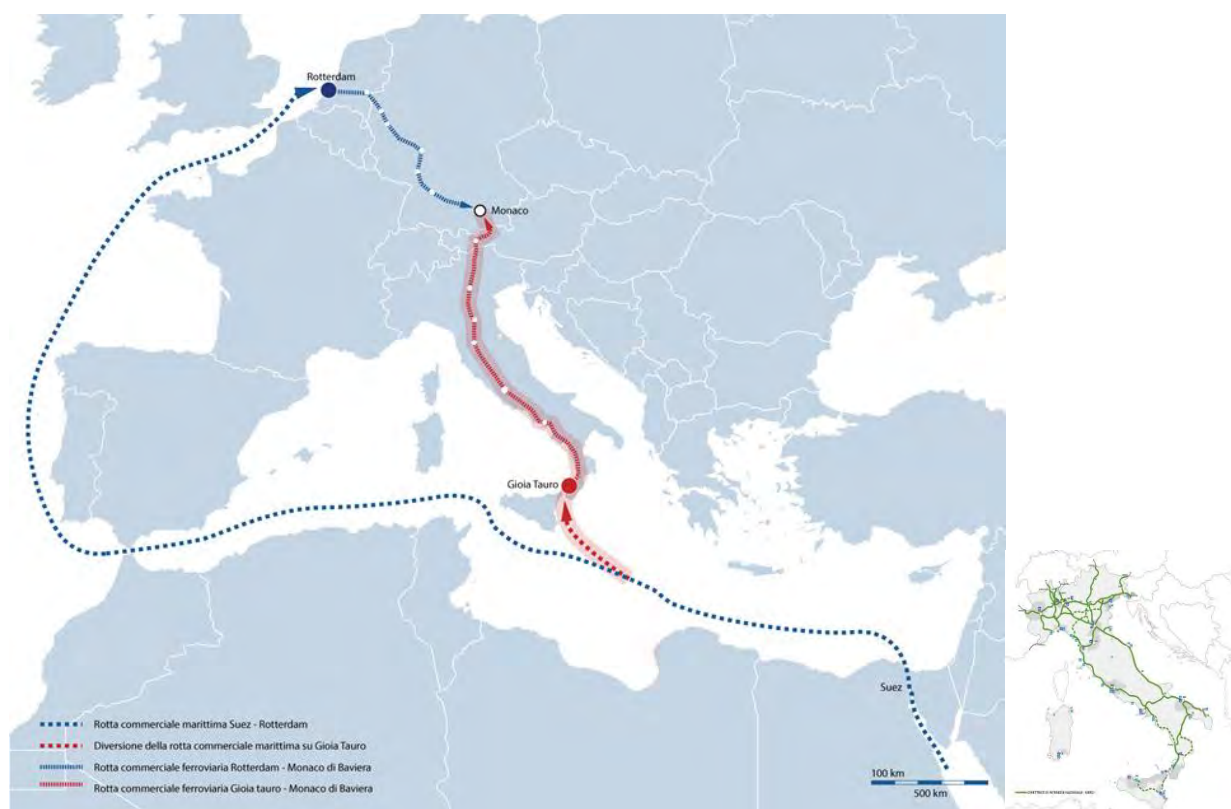 Rotterdam
Monaco
Gioia Tauro
Suez
Rotta commerciale marittima Suez - Rotterdam
Diversione della rotta commerciale marittima su Gioia Tauro
Rotta commerciale ferroviaria Rotterdam - Monaco di Baviera
Rotta commerciale ferroviaria Gioia tauro - Monaco di Baviera
100 km
500 km